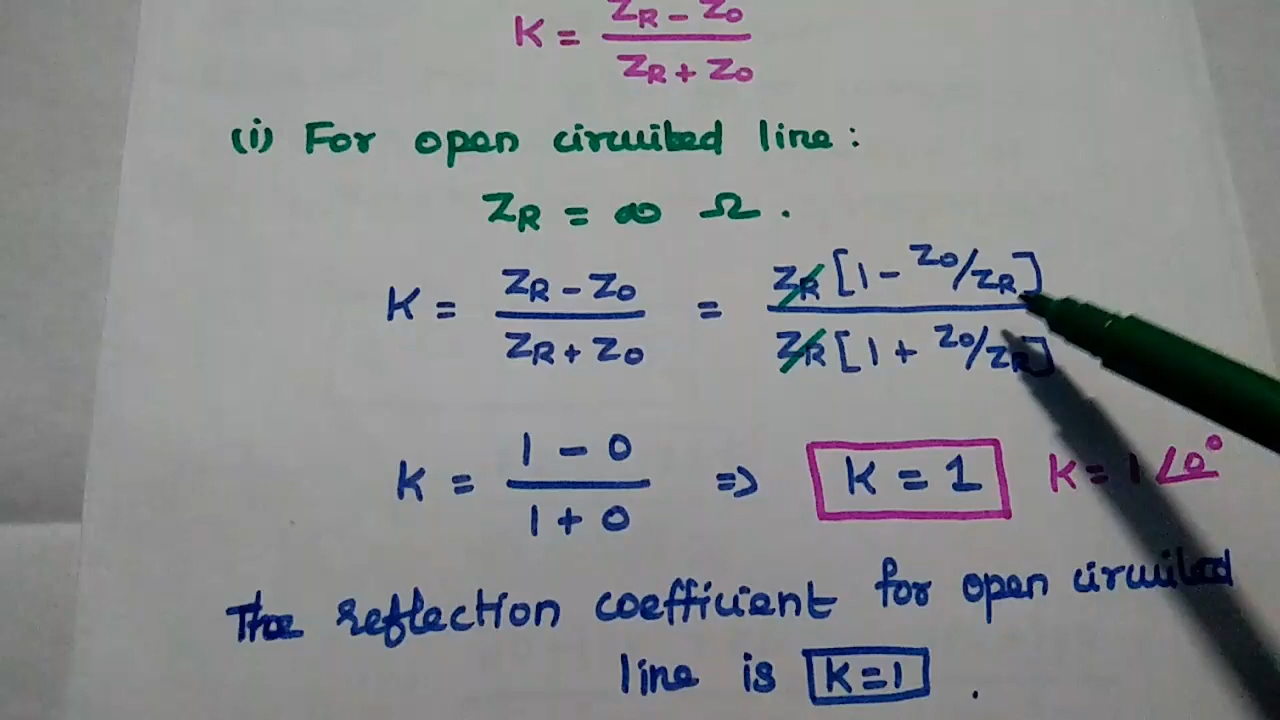 K = ZR - Z0 / ZR + Z0
(i) For open circuited line :
ZR = ∞ Ω .
K = ZR - Z0 / ZR + Z0 = ZR [1 - Z0/ZR] / ZR [1 + Z0/ZR]
K = 1 - 0 / 1 + 0 ⇒ K = 1 K = 1 ∠0°
The reflection coefficient for open circuited
line is K=1 .